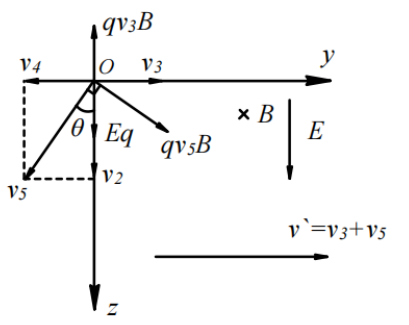 qv₃B
v₄ O v₃ y
B
θ Eq E
qv₅B
v₅ v₂
v`=v₃+v₅
z